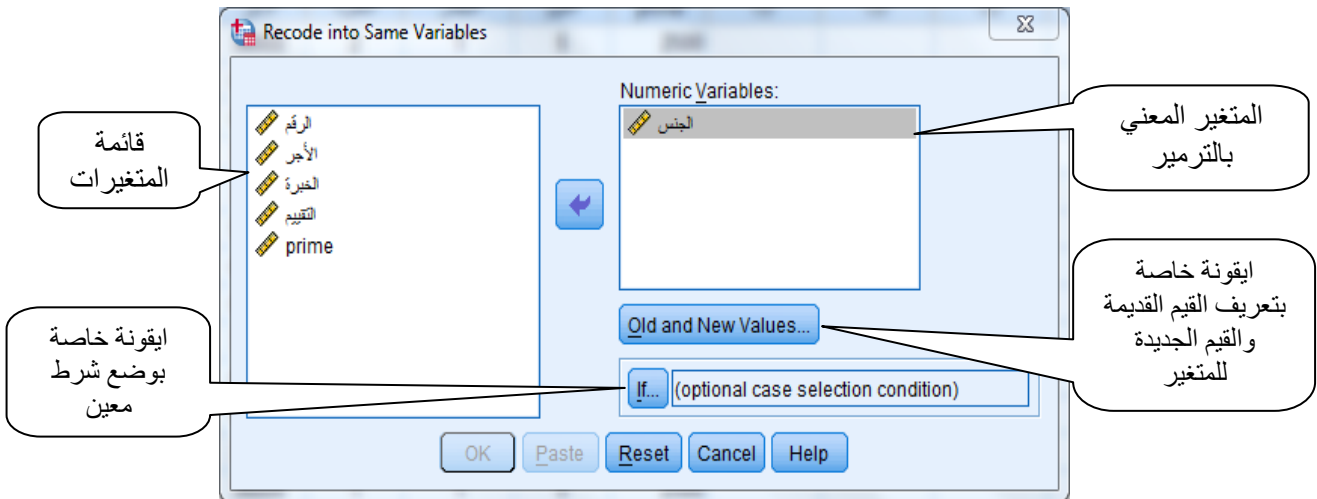 Recode into Same Variables
Numeric Variables:
الرقم
الأجر
الخبرة
التقييم
prime
الجنس
Old and New Values...
If...
(optional case selection condition)
OK
Paste
Reset
Cancel
Help
قائمة
المتغيرات
المتغير المعني
بالترمير
ايقونة خاصة
بتعريف القيم القديمة
والقيم الجديدة
للمتغير
ايقونة خاصة
بوضع شرط
معين